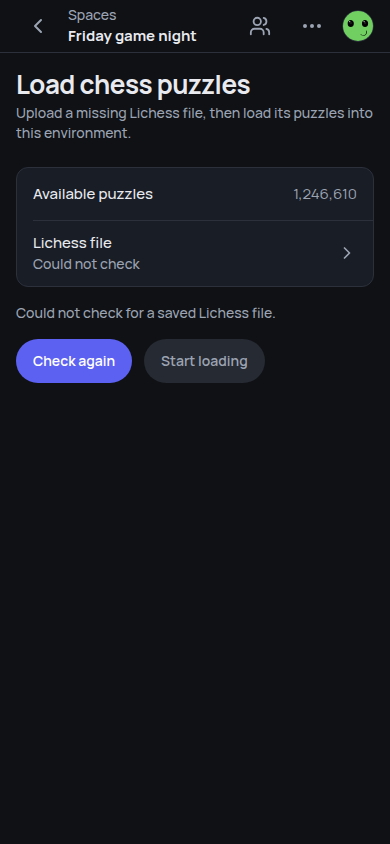 Spaces
Friday game night
Load chess puzzles
Upload a missing Lichess file, then load its puzzles into
this environment.
Available puzzles
1,246,610
Lichess file
Could not check
Could not check for a saved Lichess file.
Check again
Start loading